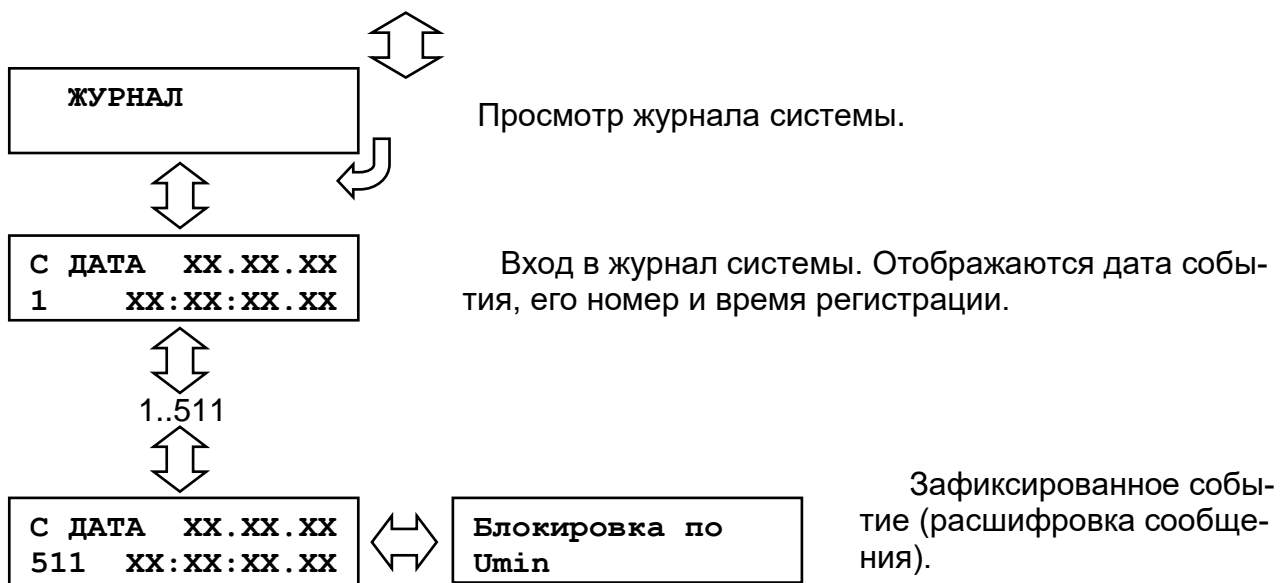 ЖУРНАЛ
Просмотр журнала системы.
С ДАТА XX.XX.XX
1 XX:XX:XX.XX
Вход в журнал системы. Отображаются дата собы-
тия, его номер и время регистрации.
1..511
С ДАТА XX.XX.XX
511 XX:XX:XX.XX
Блокировка по
Umin
Зафиксированное собы-
тие (расшифровка сообще-
ния).